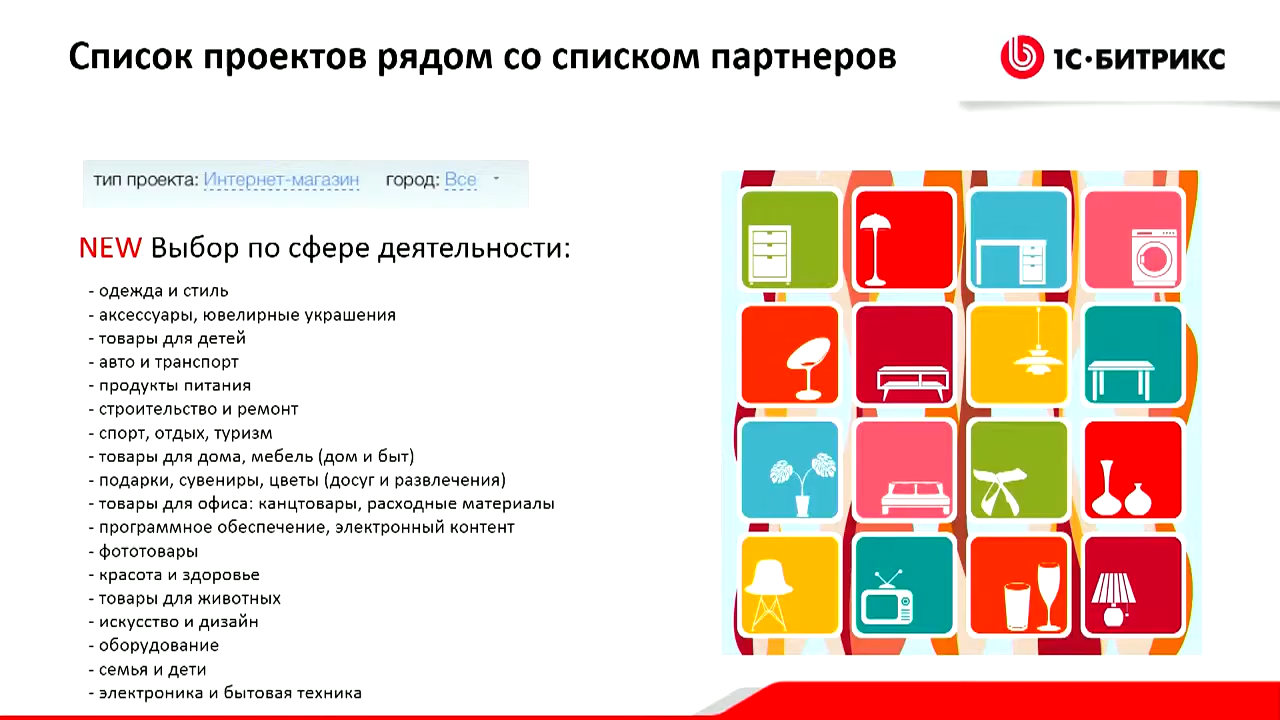 Список проектов рядом со списком партнеров
1С·БИТРИКС
тип проекта: Интернет-магазин город: Все
NEW Выбор по сфере деятельности:
- одежда и стиль
- аксессуары, ювелирные украшения
- товары для детей
- авто и транспорт
- продукты питания
- строительство и ремонт
- спорт, отдых, туризм
- товары для дома, мебель (дом и быт)
- подарки, сувениры, цветы (досуг и развлечения)
- товары для офиса: канцтовары, расходные материалы
- программное обеспечение, электронный контент
- фототовары
- красота и здоровье
- товары для животных
- искусство и дизайн
- оборудование
- семья и дети
- электроника и бытовая техника